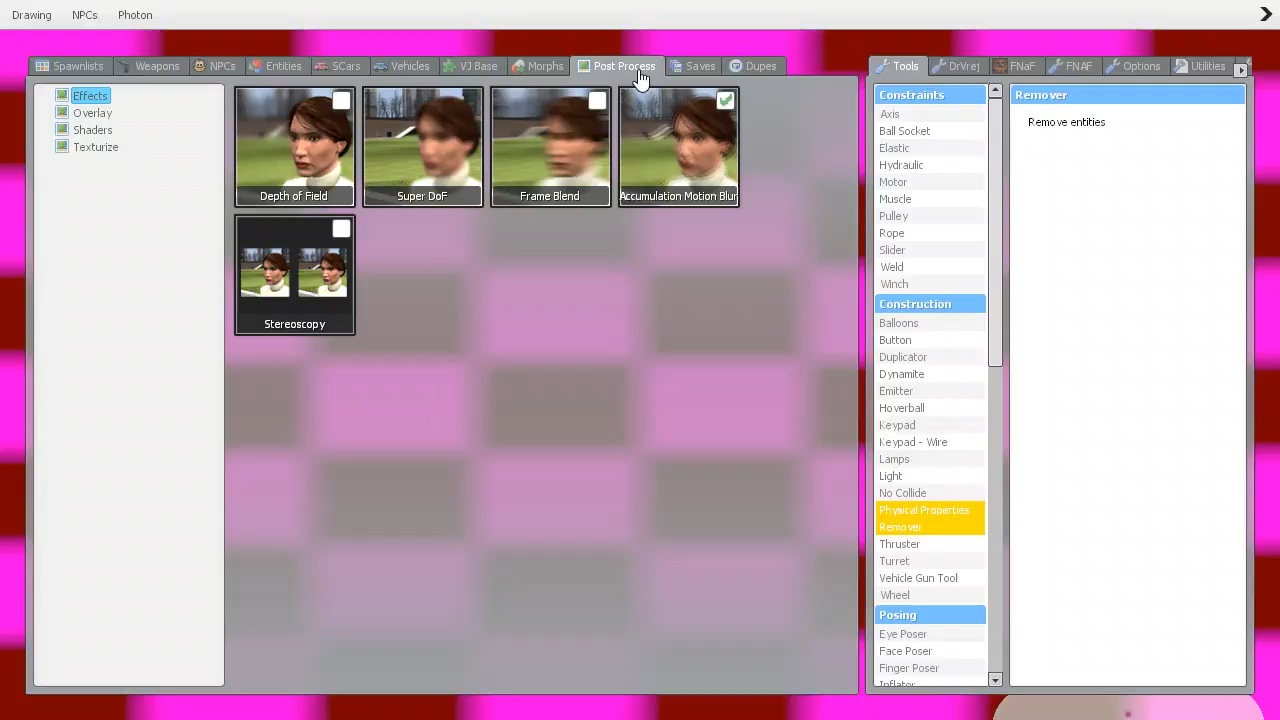 Drawing NPCs Photon
Spawnlists Weapons NPCs Entities SCars Vehicles VJ Base Morphs Post Process Saves Dupes
Tools DrVrej FNaF FNAF Options Utilities
Effects
Overlay
Shaders
Texturize
Depth of Field
Super DoF
Frame Blend
Accumulation Motion Blur
Stereoscopy
Constraints
Axis
Ball Socket
Elastic
Hydraulic
Motor
Muscle
Pulley
Rope
Slider
Weld
Winch
Construction
Balloons
Button
Duplicator
Dynamite
Emitter
Hoverball
Keypad
Keypad - Wire
Lamps
Light
No Collide
Physical Properties
Remover
Thruster
Turret
Vehicle Gun Tool
Wheel
Posing
Eye Poser
Face Poser
Finger Poser
Inflator
Remover
Remove entities